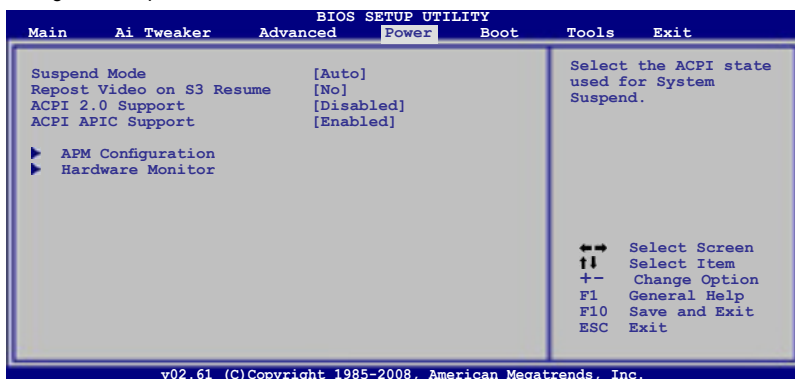 BIOS SETUP UTILITY
Main Ai Tweaker Advanced Power Boot Tools Exit
Suspend Mode [Auto]
Repost Video on S3 Resume [No]
ACPI 2.0 Support [Disabled]
ACPI APIC Support [Enabled]
APM Configuration
Hardware Monitor
Select the ACPI state
used for System
Suspend.
←→ Select Screen
↑↓ Select Item
+- Change Option
F1 General Help
F10 Save and Exit
ESC Exit
v02.61 (C)Copyright 1985-2008, American Megatrends, Inc.